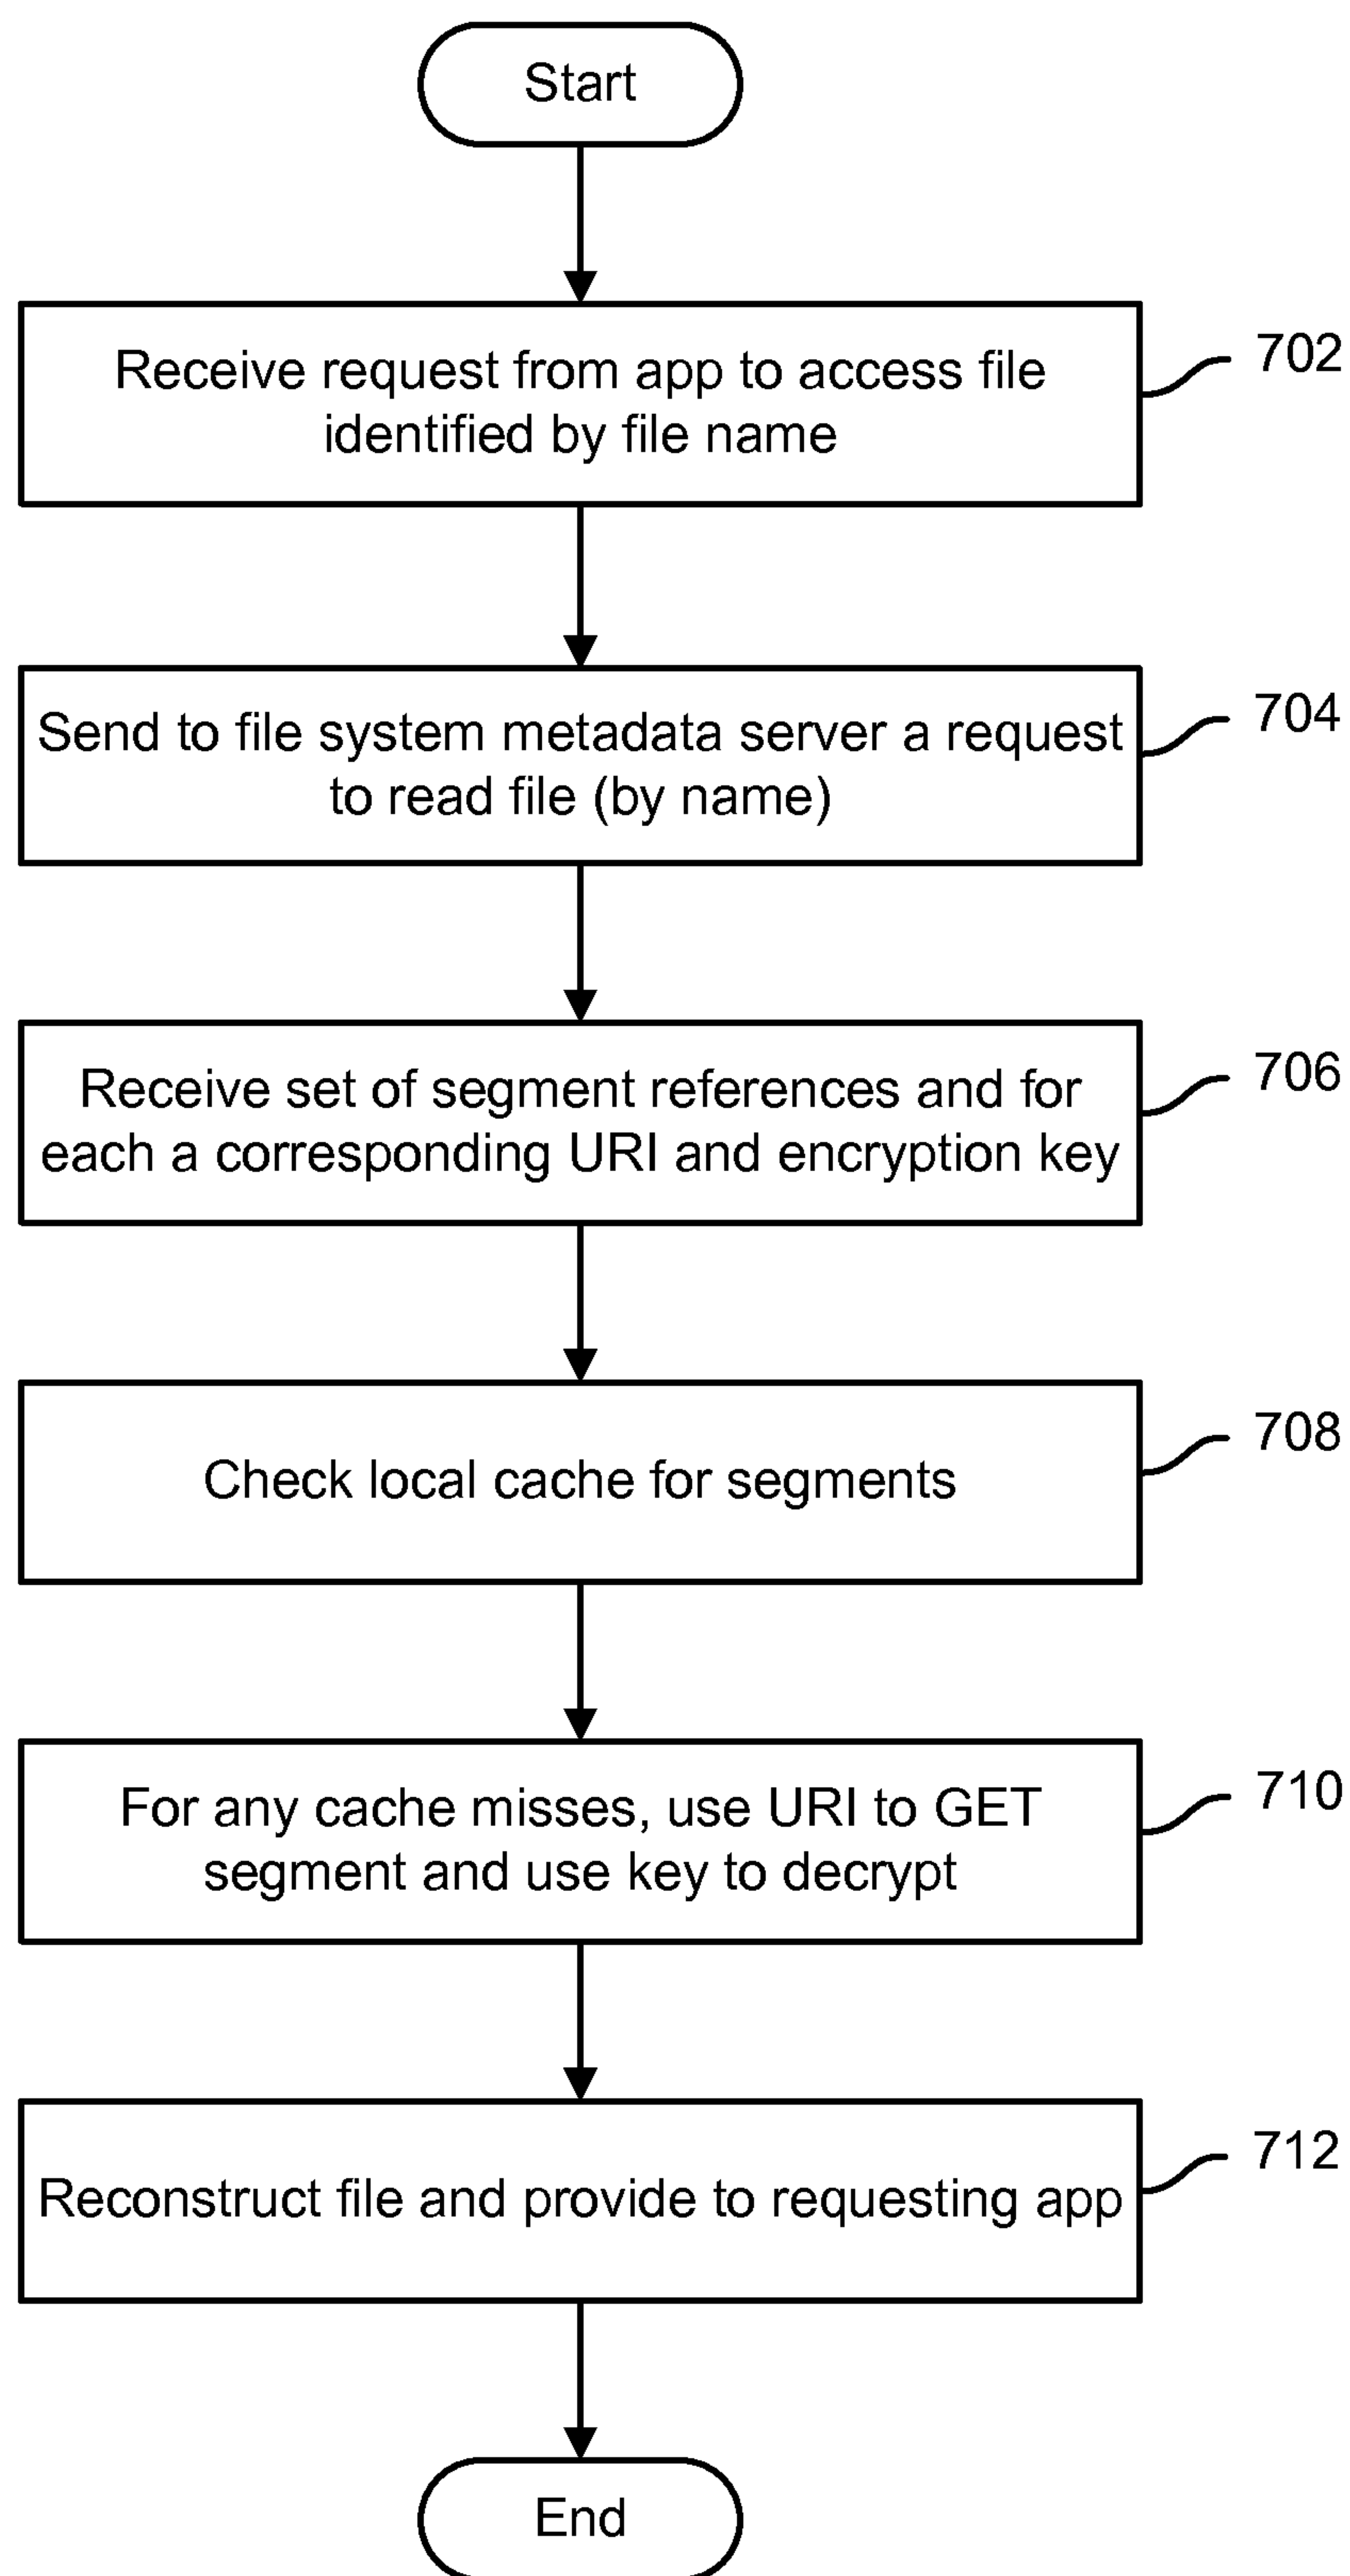 Start
Receive request from app to access file
identified by file name
702
Send to file system metadata server a request
to read file (by name)
704
Receive set of segment references and for
each a corresponding URI and encryption key
706
Check local cache for segments
708
For any cache misses, use URI to GET
segment and use key to decrypt
710
Reconstruct file and provide to requesting app
712
End